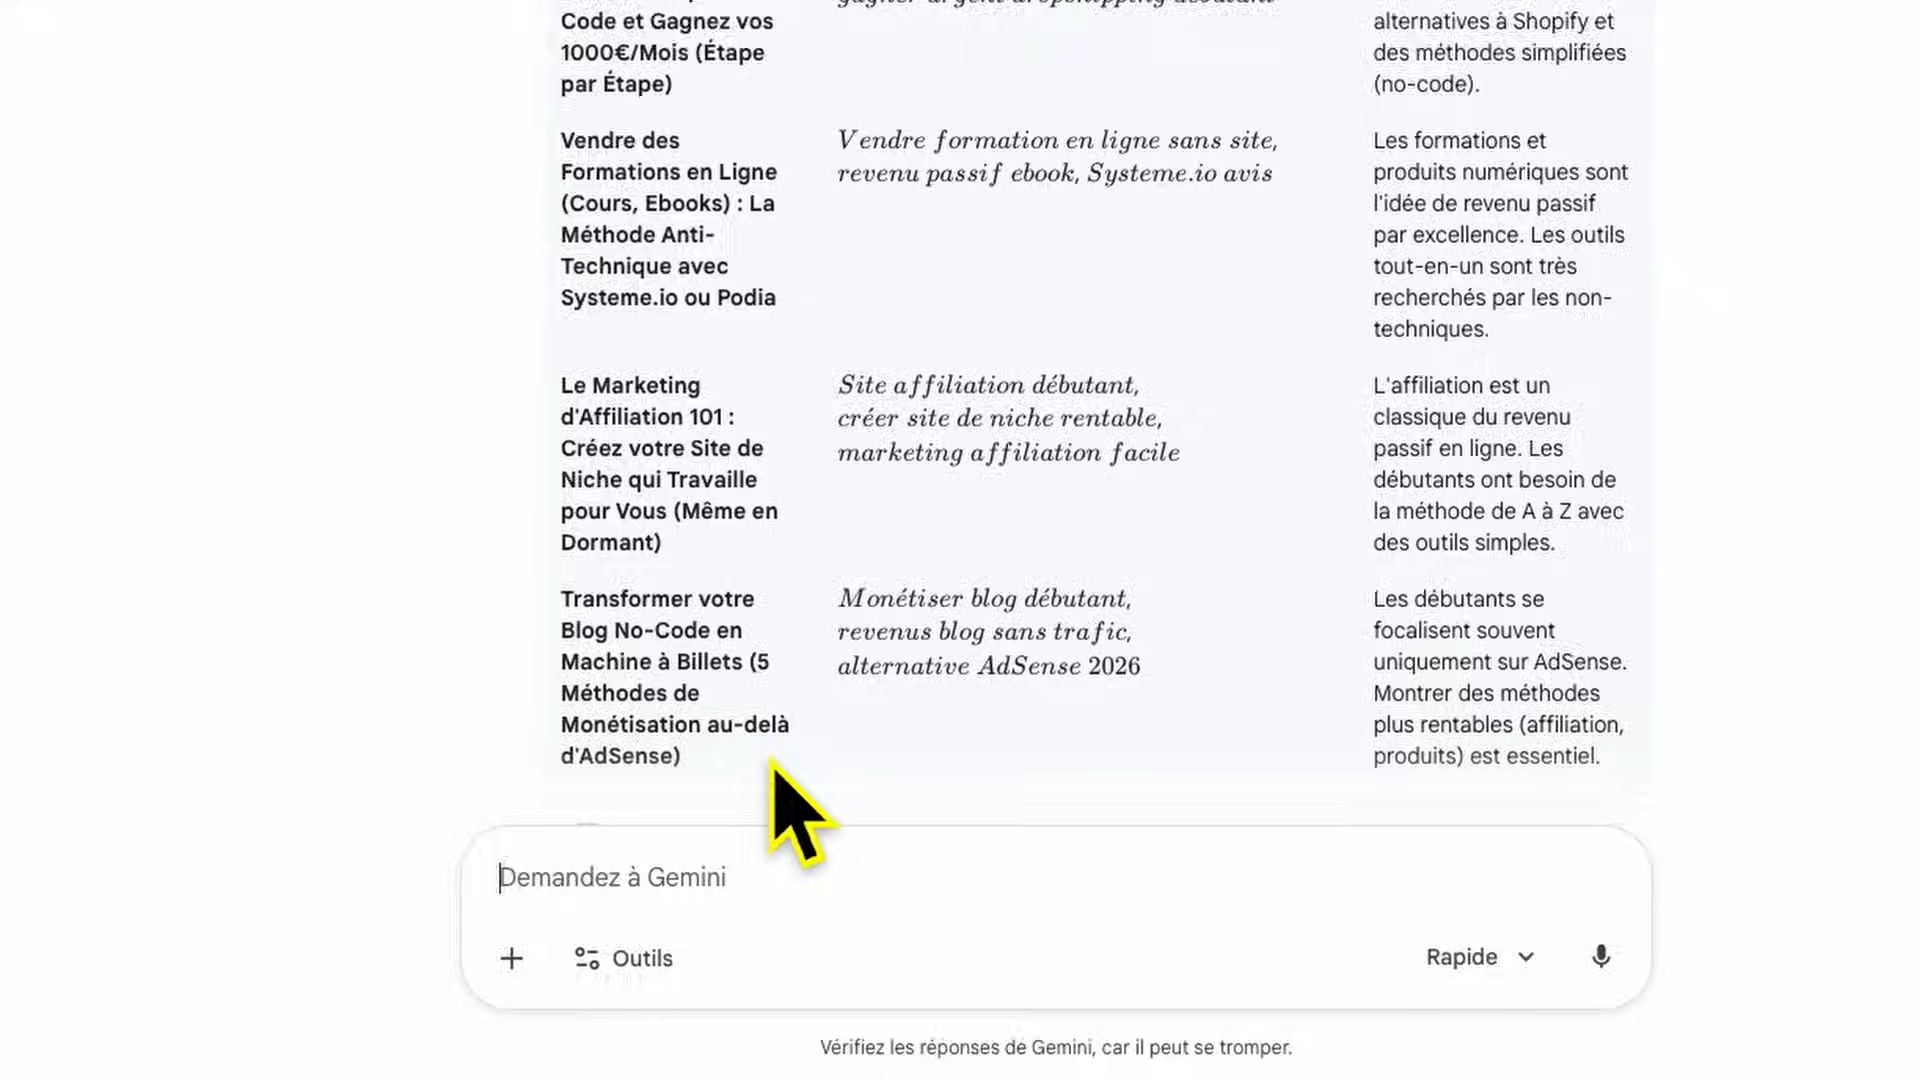 gagner argent dropshipping débutant
Code et Gagnez vos
1000€/Mois (Étape
par Étape)
alternatives à Shopify et
des méthodes simplifiées
(no-code).
Vendre des
Formations en Ligne
(Cours, Ebooks) : La
Méthode Anti-
Technique avec
Systeme.io ou Podia
Vendre formation en ligne sans site,
revenu passif ebook, Systeme.io avis
Les formations et
produits numériques sont
l'idée de revenu passif
par excellence. Les outils
tout-en-un sont très
recherchés par les non-
techniques.
Le Marketing
d'Affiliation 101 :
Créez votre Site de
Niche qui Travaille
pour Vous (Même en
Dormant)
Site affiliation débutant,
créer site de niche rentable,
marketing affiliation facile
L'affiliation est un
classique du revenu
passif en ligne. Les
débutants ont besoin de
la méthode de A à Z avec
des outils simples.
Transformer votre
Blog No-Code en
Machine à Billets (5
Méthodes de
Monétisation au-delà
d'AdSense)
Monétiser blog débutant,
revenus blog sans trafic,
alternative AdSense 2026
Les débutants se
focalisent souvent
uniquement sur AdSense.
Montrer des méthodes
plus rentables (affiliation,
produits) est essentiel.
Demandez à Gemini
Outils
Rapide
Vérifiez les réponses de Gemini, car il peut se tromper.